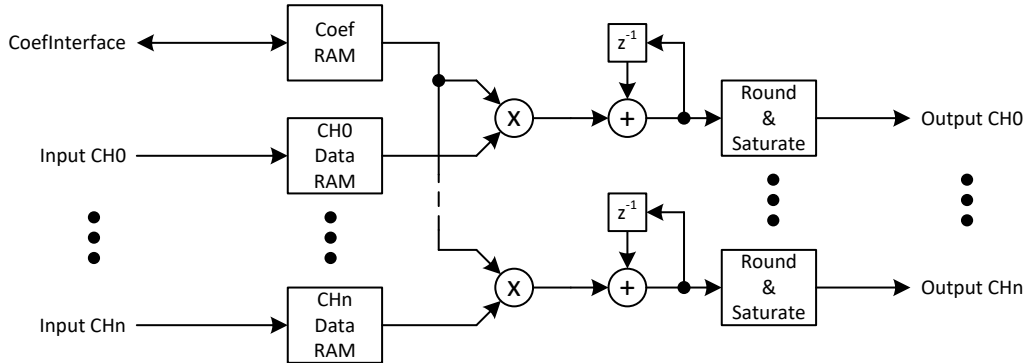 CoefInterface
Coef
RAM
z⁻¹
X
+
Round
&
Saturate
Input CH0
CH0
Data
RAM
Output CH0
z⁻¹
X
+
Round
&
Saturate
Input CHn
CHn
Data
RAM
Output CHn